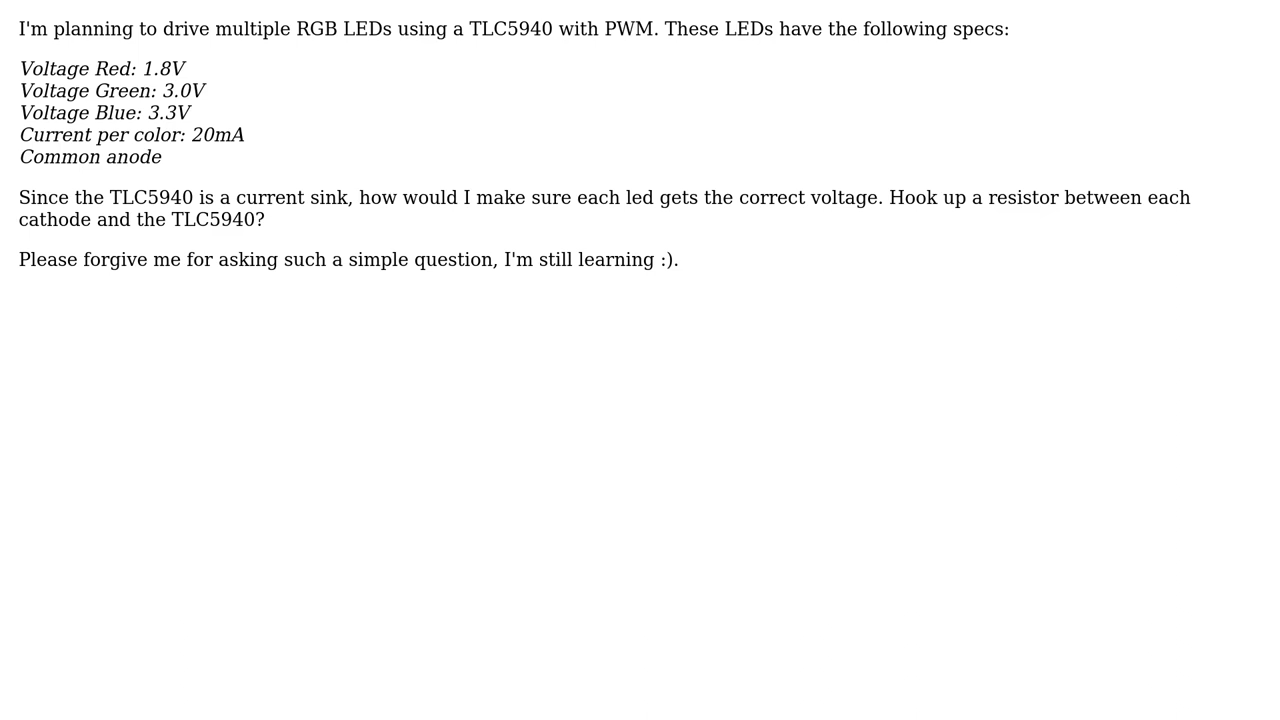 I'm planning to drive multiple RGB LEDs using a TLC5940 with PWM. These LEDs have the following specs:
Voltage Red: 1.8V
Voltage Green: 3.0V
Voltage Blue: 3.3V
Current per color: 20mA
Common anode
Since the TLC5940 is a current sink, how would I make sure each led gets the correct voltage. Hook up a resistor between each
cathode and the TLC5940?
Please forgive me for asking such a simple question, I'm still learning :).